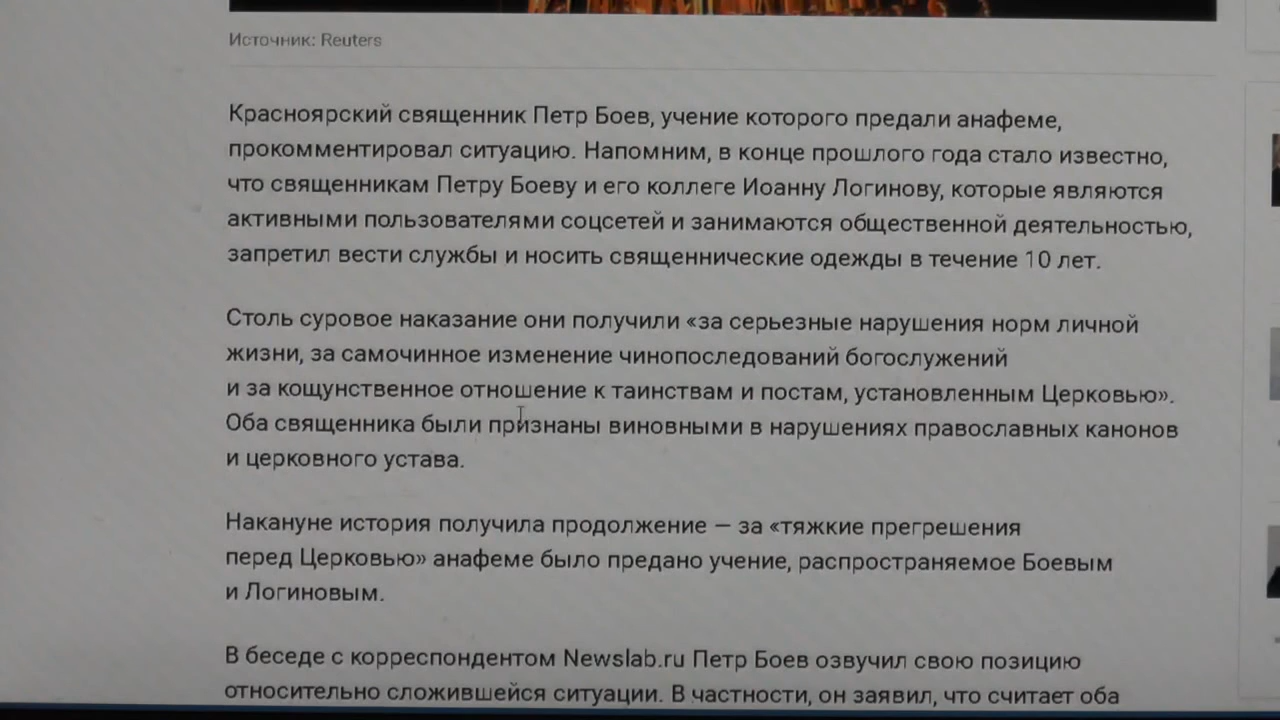 Источник: Reuters
Красноярский священник Петр Боев, учение которого предали анафеме,
прокомментировал ситуацию. Напомним, в конце прошлого года стало известно,
что священникам Петру Боеву и его коллеге Иоанну Логинову, которые являются
активными пользователями соцсетей и занимаются общественной деятельностью,
запретил вести службы и носить священнические одежды в течение 10 лет.
Столь суровое наказание они получили «за серьезные нарушения норм личной
жизни, за самочинное изменение чинопоследований богослужений
и за кощунственное отношение к таинствам и постам, установленным Церковью».
Оба священника были признаны виновными в нарушениях православных канонов
и церковного устава.
Накануне история получила продолжение — за «тяжкие прегрешения
перед Церковью» анафеме было предано учение, распространяемое Боевым
и Логиновым.
В беседе с корреспондентом Newslab.ru Петр Боев озвучил свою позицию
относительно сложившейся ситуации. В частности, он заявил, что считает оба